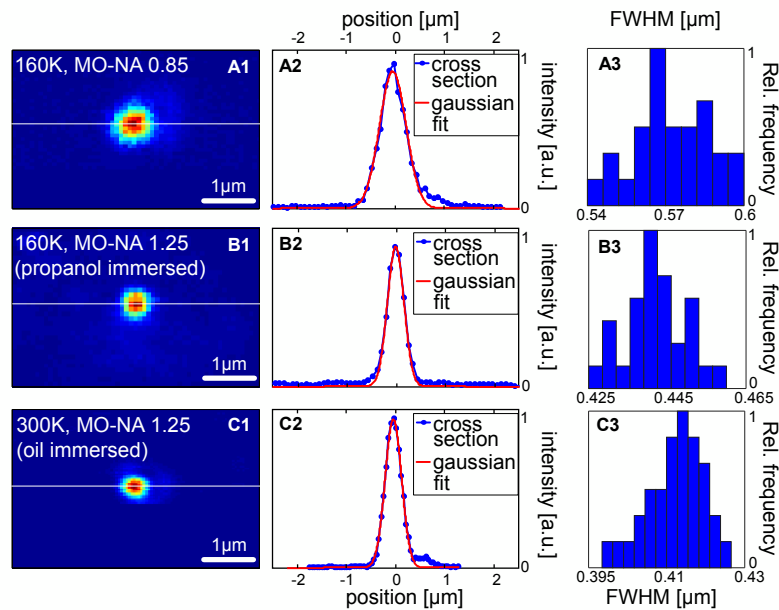 position [µm]
FWHM [µm]
-2 -1 0 1 2
160K, MO-NA 0.85 A1
1µm
A2
cross
section
gaussian
fit
1
0
intensity [a.u.]
A3
1
0
Rel. frequency
0.54 0.57 0.6
160K, MO-NA 1.25 B1
(propanol immersed)
1µm
B2
cross
section
gaussian
fit
1
0
intensity [a.u.]
B3
1
0
Rel. frequency
0.425 0.445 0.465
300K, MO-NA 1.25 C1
(oil immersed)
1µm
C2
cross
section
gaussian
fit
1
0
intensity [a.u.]
C3
1
0
Rel. frequency
-2 -1 0 1 2
position [µm]
0.395 0.41 0.43
FWHM [µm]